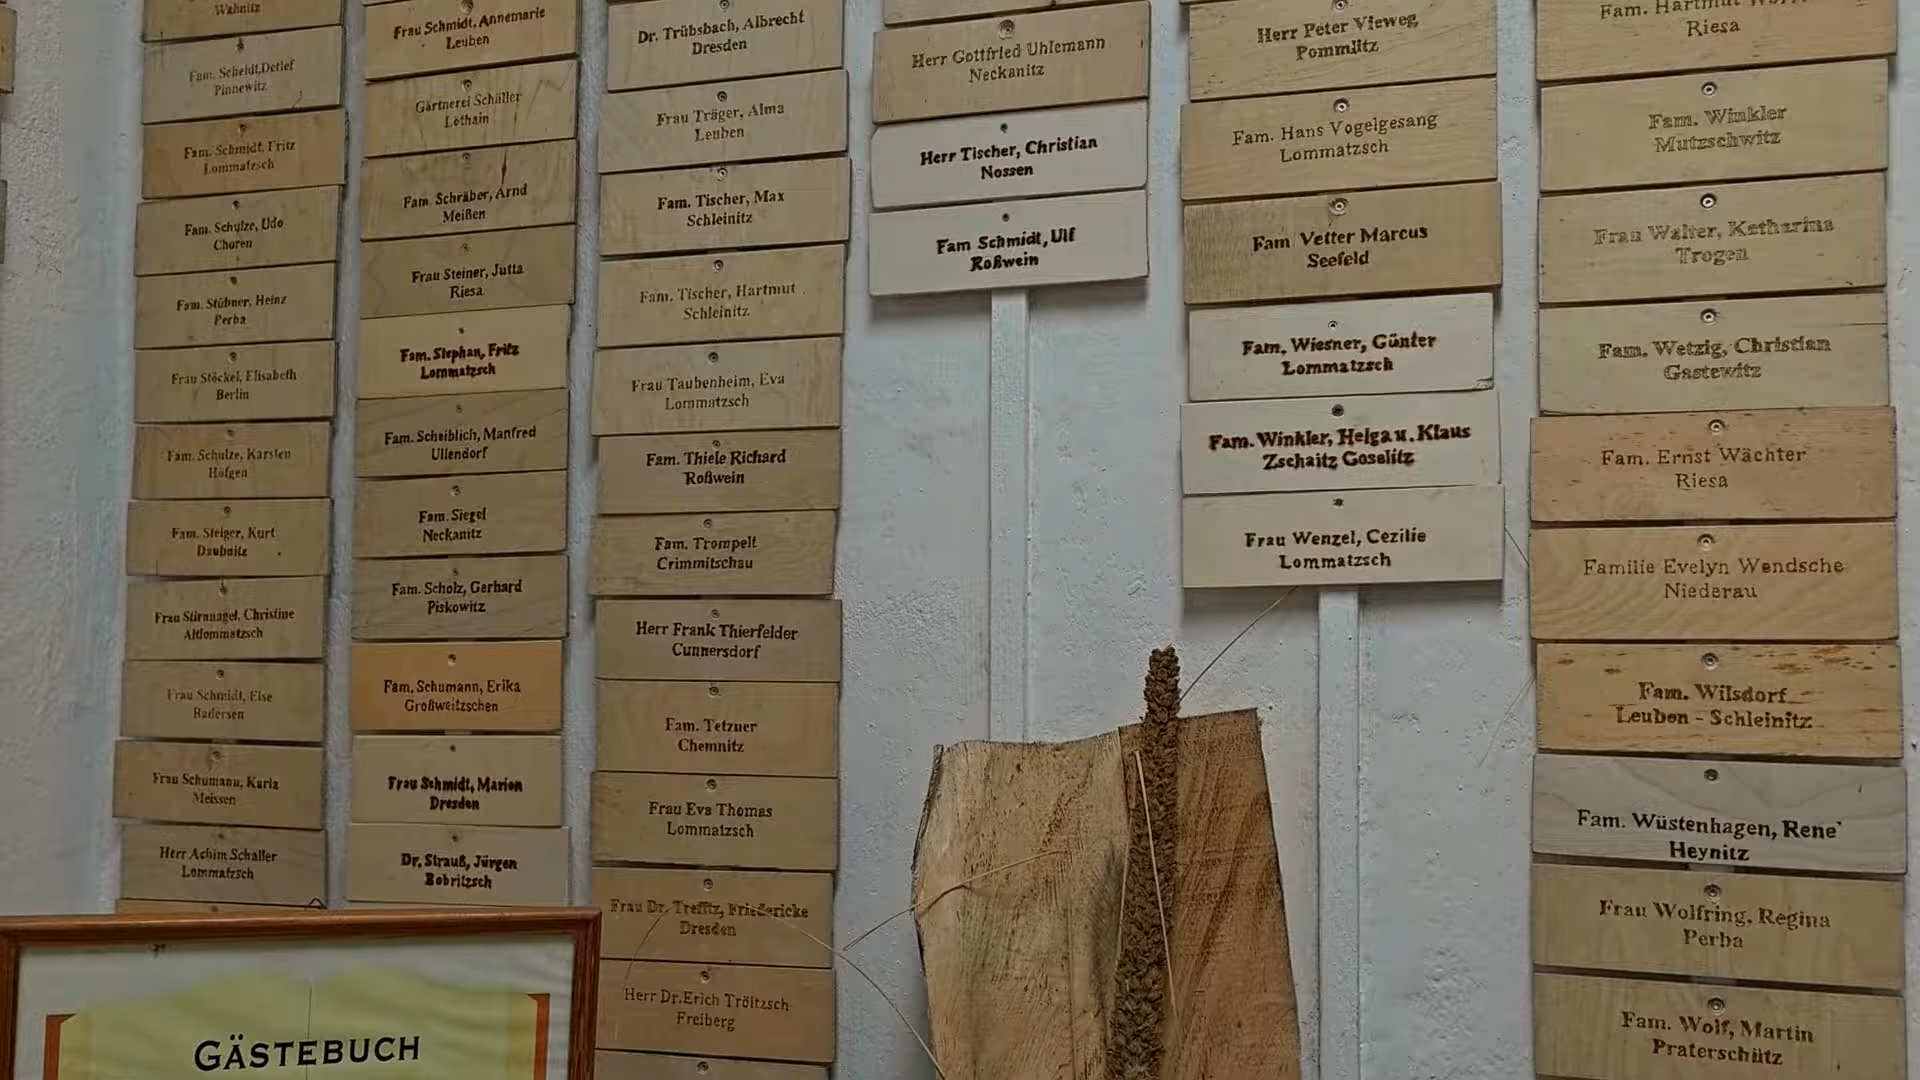 Wahnitz
Fam. Scheidt, Detlef
Pinnewitz
Fam. Schmidt, Fritz
Lommatzsch
Fam. Schulze, Udo
Choren
Fam. Stübner, Heinz
Perba
Frau Stöckel, Elisabeth
Berlin
Fam. Schulze, Karsten
Höfgen
Fam. Steiger, Kurt
Daubnitz
Frau Stirnnagel, Christine
Altlommatzsch
Frau Schmidt, Else
Badersen
Frau Schumann, Karla
Meissen
Herr Achim Schaller
Lommatzsch
Frau Schmidt, Annemarie
Leuben
Gärtnerei Schäller
Löthain
Fam. Schräber, Arnd
Meißen
Frau Steiner, Jutta
Riesa
Fam. Stephan, Fritz
Lommatzsch
Fam. Scheiblich, Manfred
Ullendorf
Fam. Siegel
Neckanitz
Fam. Scholz, Gerhard
Piskowitz
Fam. Schumann, Erika
Großweitzschen
Frau Schmidt, Marion
Dresden
Dr. Strauß, Jürgen
Bobritzsch
Dr. Trübsbach, Albrecht
Dresden
Frau Träger, Alma
Leuben
Fam. Tischer, Max
Schleinitz
Fam. Tischer, Hartmut
Schleinitz
Frau Taubenheim, Eva
Lommatzsch
Fam. Thiele Richard
Roßwein
Fam. Trompelt
Crimmitschau
Herr Frank Thierfelder
Cunnersdorf
Fam. Tetzner
Chemnitz
Frau Eva Thomas
Lommatzsch
Frau Dr. Treffitz, Friedericke
Dresden
Herr Dr. Erich Tröltzsch
Freiberg
Herr Gottfried Uhlemann
Neckanitz
Herr Tischer, Christian
Nossen
Fam Schmidt, Ulf
Roßwein
Herr Peter Vieweg
Pommlitz
Fam. Hans Vogelgesang
Lommatzsch
Fam Vetter Marcus
Seefeld
Fam. Wiesner, Günter
Lommatzsch
Fam. Winkler, Helga u. Klaus
Zschaitz Goselitz
Frau Wenzel, Cezilie
Lommatzsch
Fam. Hartmut
Riesa
Fam. Winkler
Mutzschwitz
Frau Walter, Katharina
Trogen
Fam. Wetzig, Christian
Gastewitz
Fam. Ernst Wächter
Riesa
Familie Evelyn Wendsche
Niederau
Fam. Wilsdorf
Leuben - Schleinitz
Fam. Wüstenhagen, Rene`
Heynitz
Frau Wolfring, Regina
Perba
Fam. Wolf, Martin
Praterschütz
GÄSTEBUCH